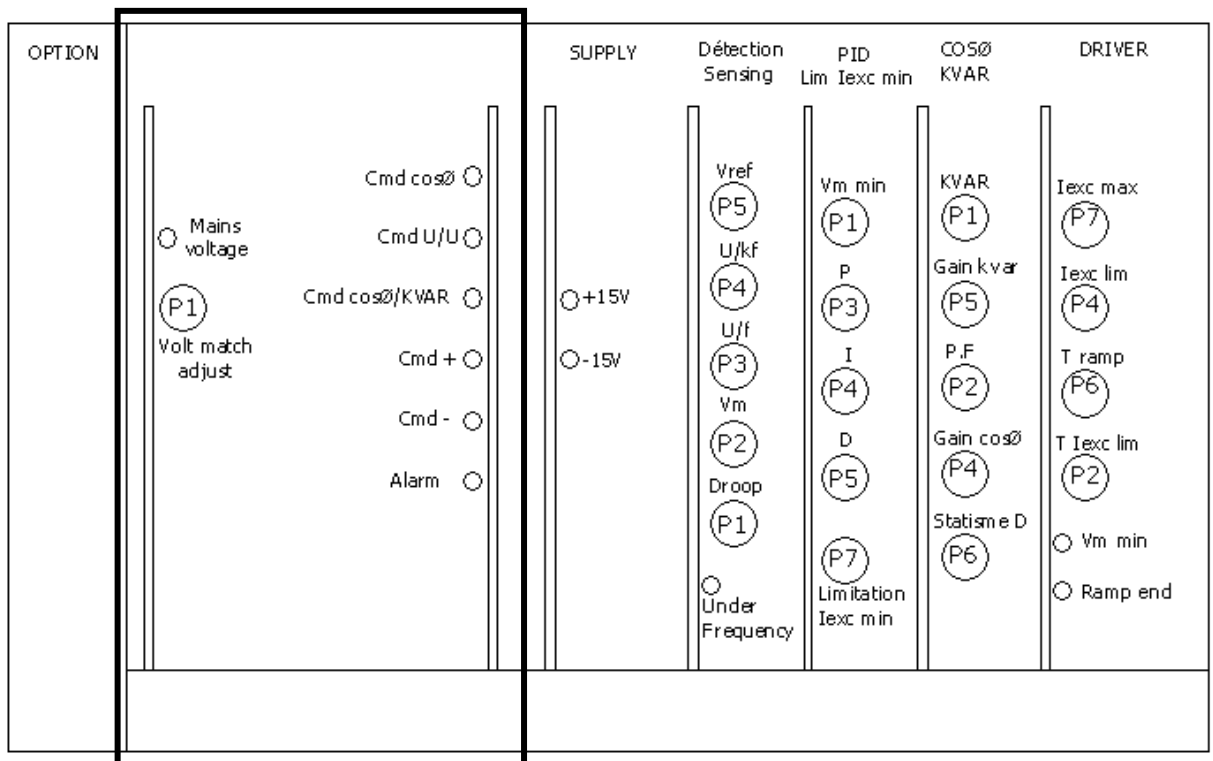 OPTION
Mains
voltage
P1
Volt match
adjust
Cmd cosØ
Cmd U/U
Cmd cosØ/KVAR
Cmd +
Cmd -
Alarm
SUPPLY
+15V
-15V
Détection
Sensing
Vref
P5
U/kf
P4
U/f
P3
Vm
P2
Droop
P1
Under
Frequency
PID
Lim Iexc min
Vm min
P1
P
P3
I
P4
D
P5
P7
Limitation
Iexc min
COSØ
KVAR
KVAR
P1
Gain kvar
P5
P.F
P2
Gain cosØ
P4
Statisme D
P6
DRIVER
Iexc max
P7
Iexc lim
P4
T ramp
P6
T Iexc lim
P2
Vm min
Ramp end